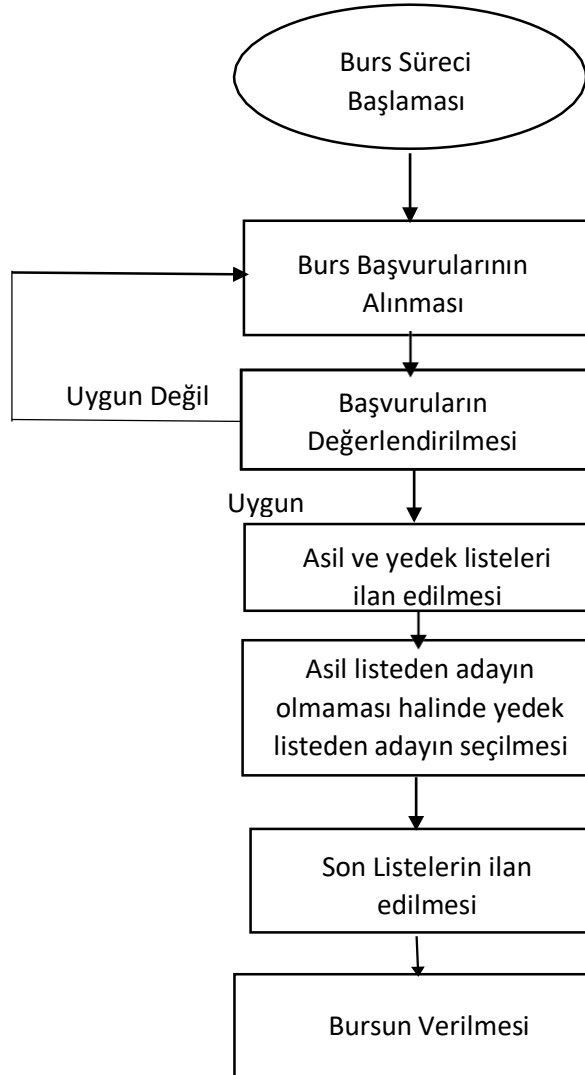 Burs Süreci
Başlaması
Burs Başvurularının
Alınması
Uygun Değil
Başvuruların
Değerlendirilmesi
Uygun
Asil ve yedek listeleri
ilan edilmesi
Asil listeden adayın
olmaması halinde yedek
listeden adayın seçilmesi
Son Listelerin ilan
edilmesi
Bursun Verilmesi